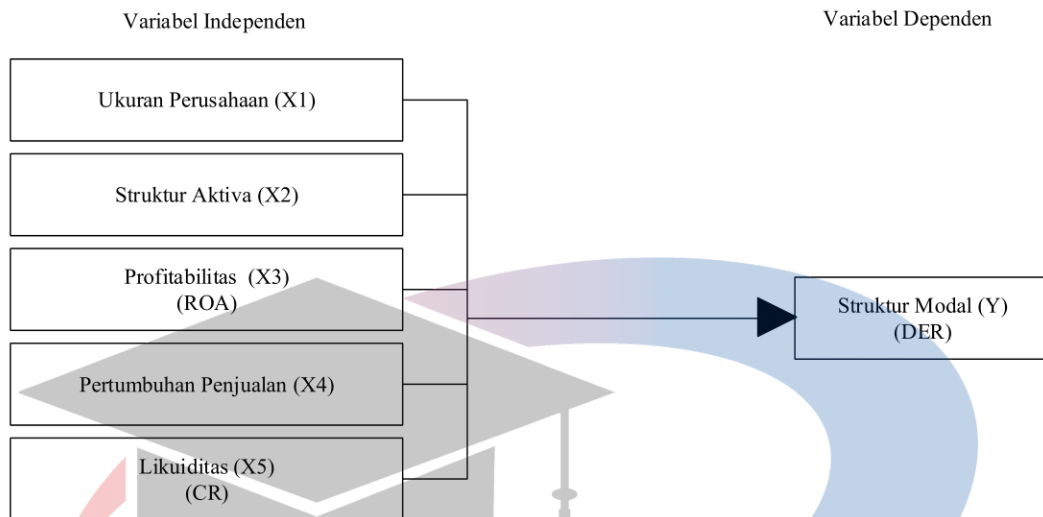 Variabel Independen
Variabel Dependen
Ukuran Perusahaan (X1)
Struktur Aktiva (X2)
Profitabilitas (X3)
(ROA)
Struktur Modal (Y)
(DER)
Pertumbuhan Penjualan (X4)
Likuiditas (X5)
(CR)